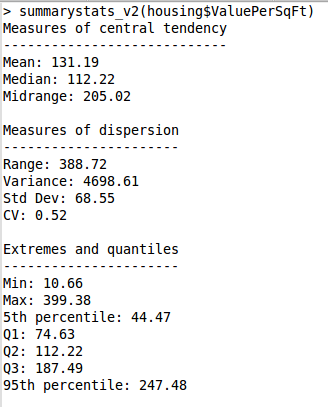 > summarystats_v2(housing$ValuePerSqFt)
Measures of central tendency
----------------------------
Mean: 131.19
Median: 112.22
Midrange: 205.02

Measures of dispersion
----------------------
Range: 388.72
Variance: 4698.61
Std Dev: 68.55
CV: 0.52

Extremes and quantiles
----------------------
Min: 10.66
Max: 399.38
5th percentile: 44.47
Q1: 74.63
Q2: 112.22
Q3: 187.49
95th percentile: 247.48